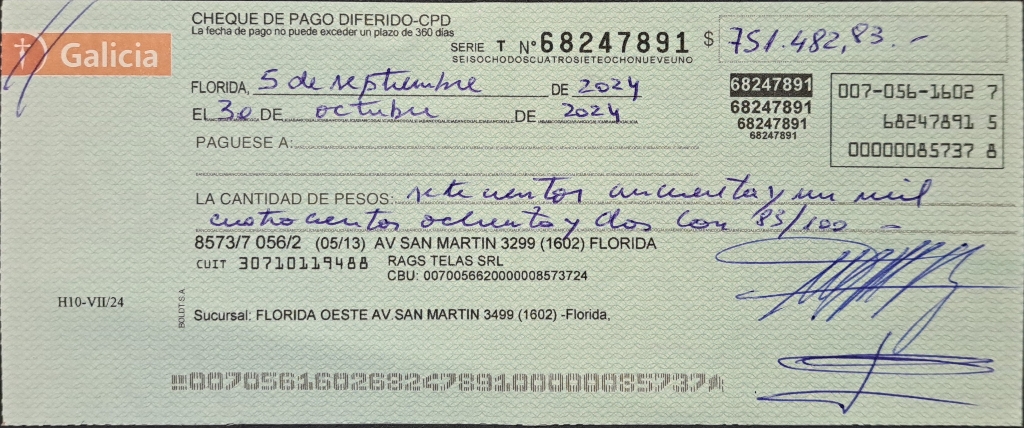 CHEQUE DE PAGO DIFERIDO-CPD
La fecha de pago no puede exceder un plazo de 360 días
Galicia
SERIE T Nº 68247891 $ 751.482,83.-
SEISOCHODOSCUATROSIETEOCHONUEVEUNO
FLORIDA, 5 de septiembre DE 2024
EL 30 DE octubre DE 2024
68247891
68247891
68247891
68247891
007-056-1602 7
68247891 5
00000085737 8
PAGUESE A:
LA CANTIDAD DE PESOS: setecientos cincuenta y un mil
cuatrocientos ochenta y dos con 83/100 -
8573/7 056/2 (05/13) AV SAN MARTIN 3299 (1602) FLORIDA
CUIT 30710119488 RAGS TELAS SRL
CBU: 0070056620000008573724
H10-VII/24
BOLDT S.A
Sucursal: FLORIDA OESTE AV.SAN MARTIN 3499 (1602) -Florida,
00705616026824789100000085737